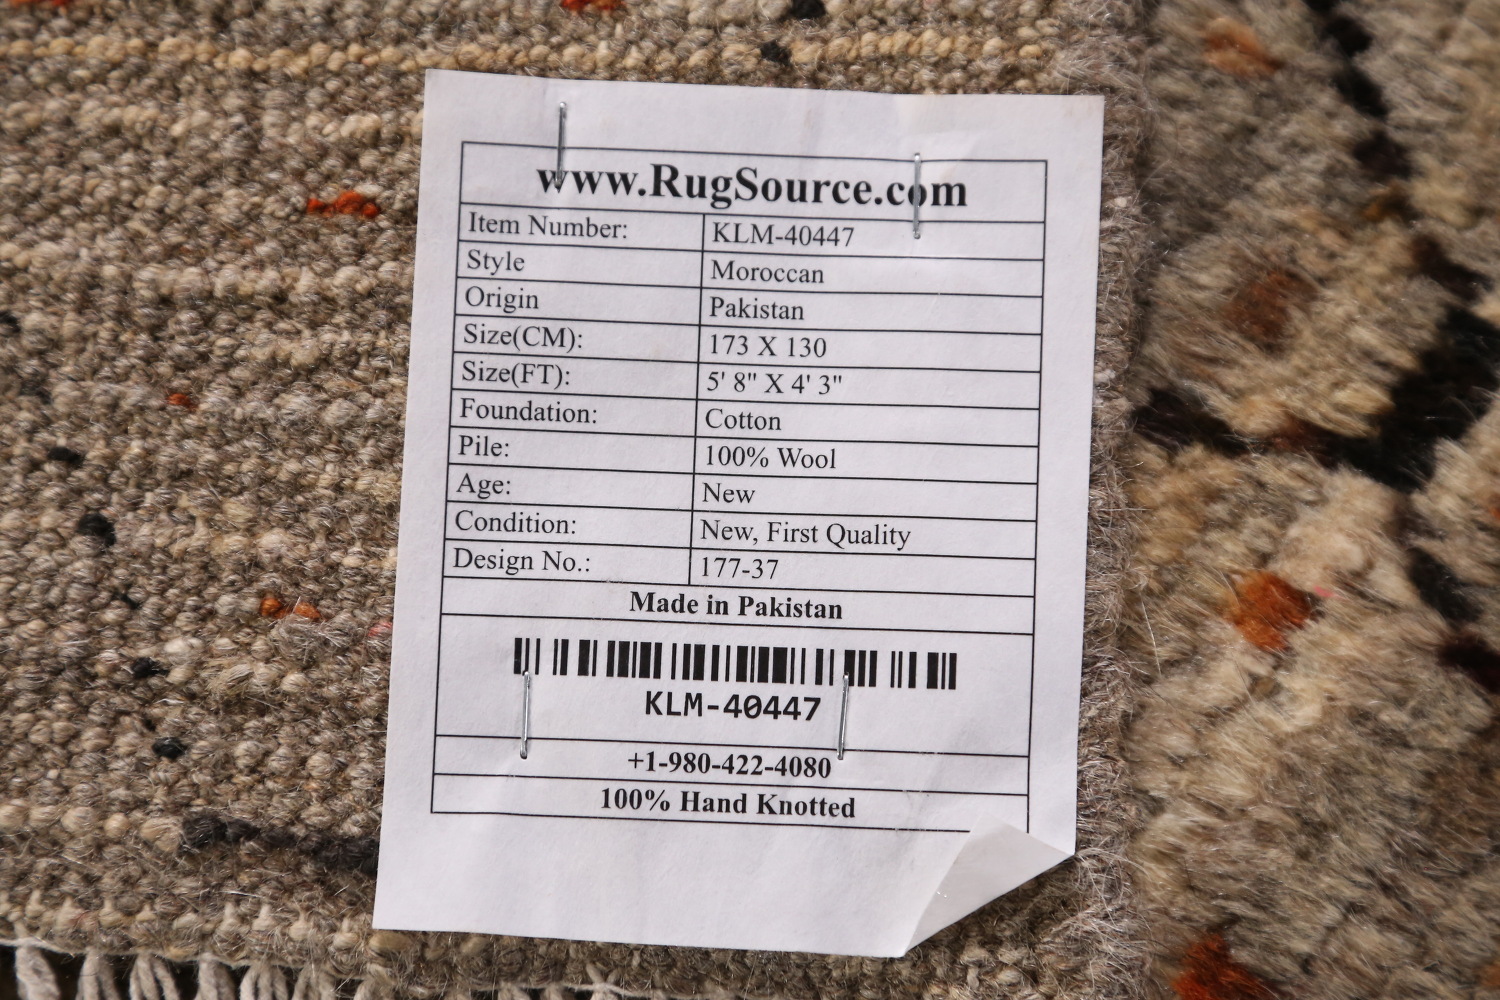 www.RugSource.com
Item Number: KLM-40447
Style Moroccan
Origin Pakistan
Size(CM): 173 X 130
Size(FT): 5' 8" X 4' 3"
Foundation: Cotton
Pile: 100% Wool
Age: New
Condition: New, First Quality
Design No.: 177-37
Made in Pakistan
KLM-40447
+1-980-422-4080
100% Hand Knotted